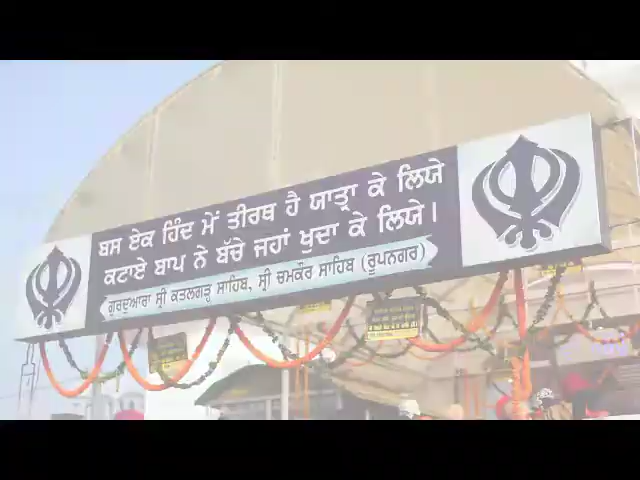 ਬਸ ਏਕ ਹਿੰਦ ਮੇਂ ਤੀਰਥ ਹੈ ਯਾਤ੍ਰਾ ਕੇ ਲਿਯੇ
ਕਟਾਏ ਬਾਪ ਨੇ ਬੱਚੇ ਜਹਾਂ ਖੁਦਾ ਕੇ ਲਿਯੇ।
ਗੁਰਦੁਆਰਾ ਸ੍ਰੀ ਕਤਲਗੜ੍ਹ ਸਾਹਿਬ, ਸ੍ਰੀ ਚਮਕੌਰ ਸਾਹਿਬ (ਰੂਪਨਗਰ)